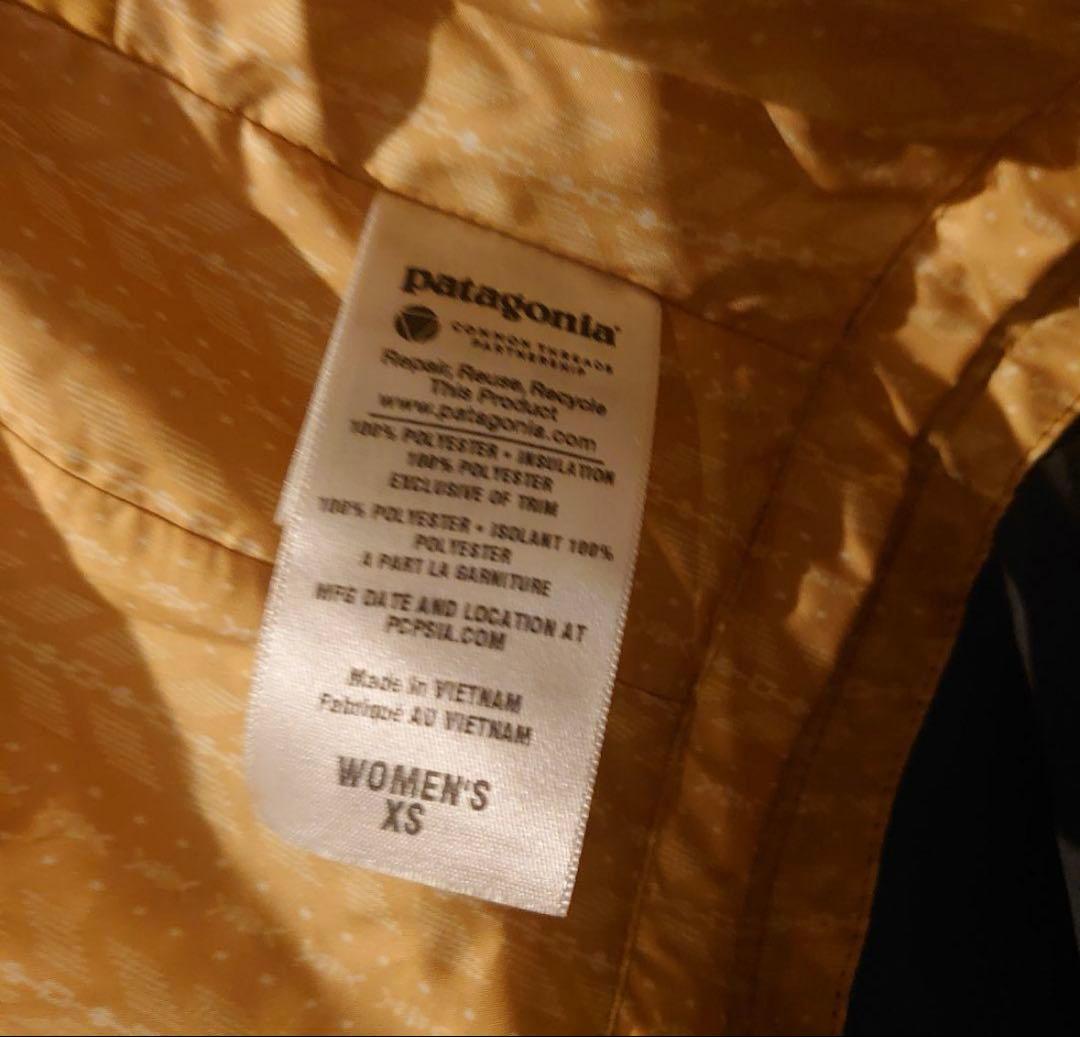 patagonia®
COMMON THREADS
PARTNERSHIP
Repair, Reuse, Recycle
This Product
www.patagonia.com
100% POLYESTER • INSULATION
100% POLYESTER
EXCLUSIVE OF TRIM
100% POLYESTER • ISOLANT 100%
POLYESTER
À PART LA GARNITURE
MFG DATE AND LOCATION AT
PCPSIA.COM
Made in VIETNAM
Fabriqué AU VIETNAM
WOMEN'S
XS